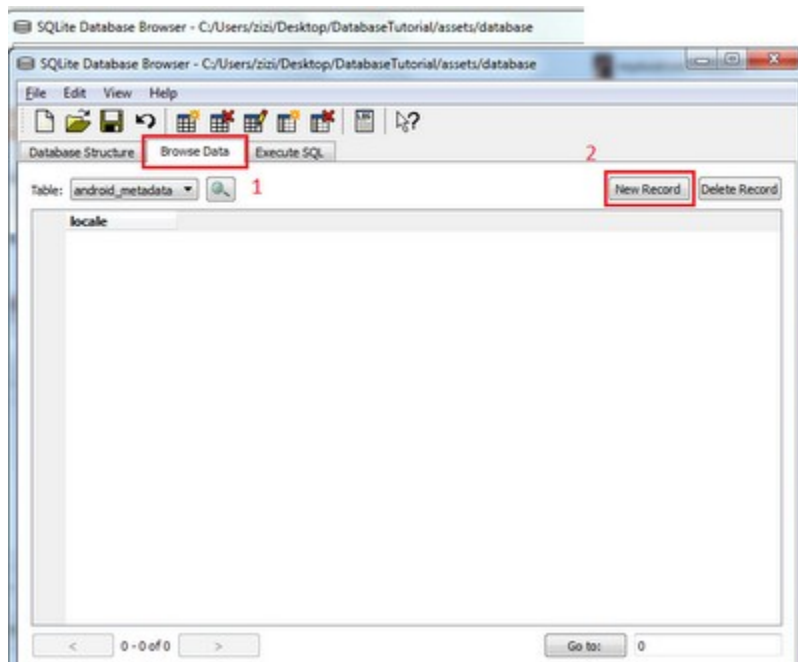 SQLite Database Browser - C:/Users/zizi/Desktop/DatabaseTutorial/assets/database
SQLite Database Browser - C:/Users/zizi/Desktop/DatabaseTutorial/assets/database
File Edit View Help
Database Structure Browse Data Execute SQL
2
Table: android_metadata 1 New Record Delete Record
locale
< 0 - 0 of 0 > Go to: 0